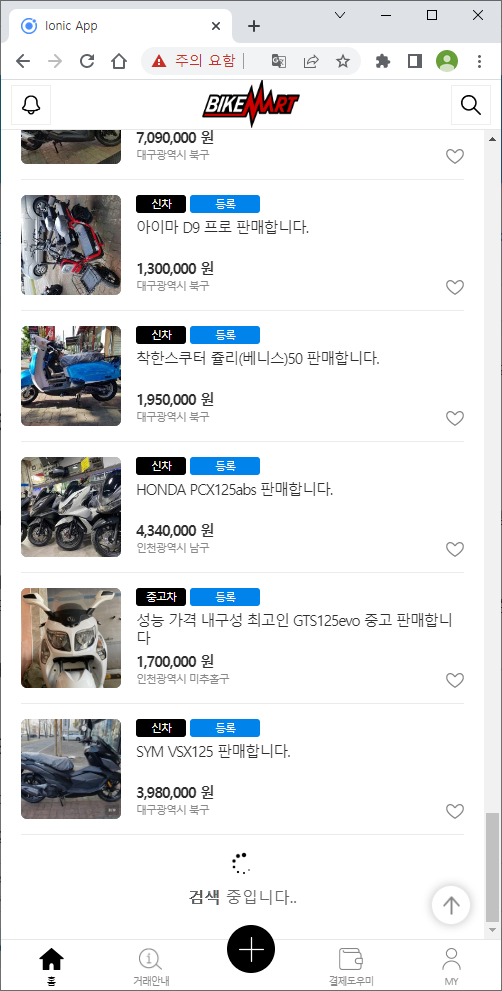 Ionic App
주의 요함
BIKEMART
7,090,000 원
대구광역시 북구
신차 등록
아이마 D9 프로 판매합니다.
1,300,000 원
대구광역시 북구
신차 등록
착한스쿠터 쥴리(베니스)50 판매합니다.
1,950,000 원
대구광역시 북구
신차 등록
HONDA PCX125abs 판매합니다.
4,340,000 원
인천광역시 남구
중고차 등록
성능 가격 내구성 최고인 GTS125evo 중고 판매합니
다
1,700,000 원
인천광역시 미추홀구
신차 등록
SYM VSX125 판매합니다.
3,980,000 원
대구광역시 북구
검색 중입니다..
홈 거래안내 결제도우미 MY